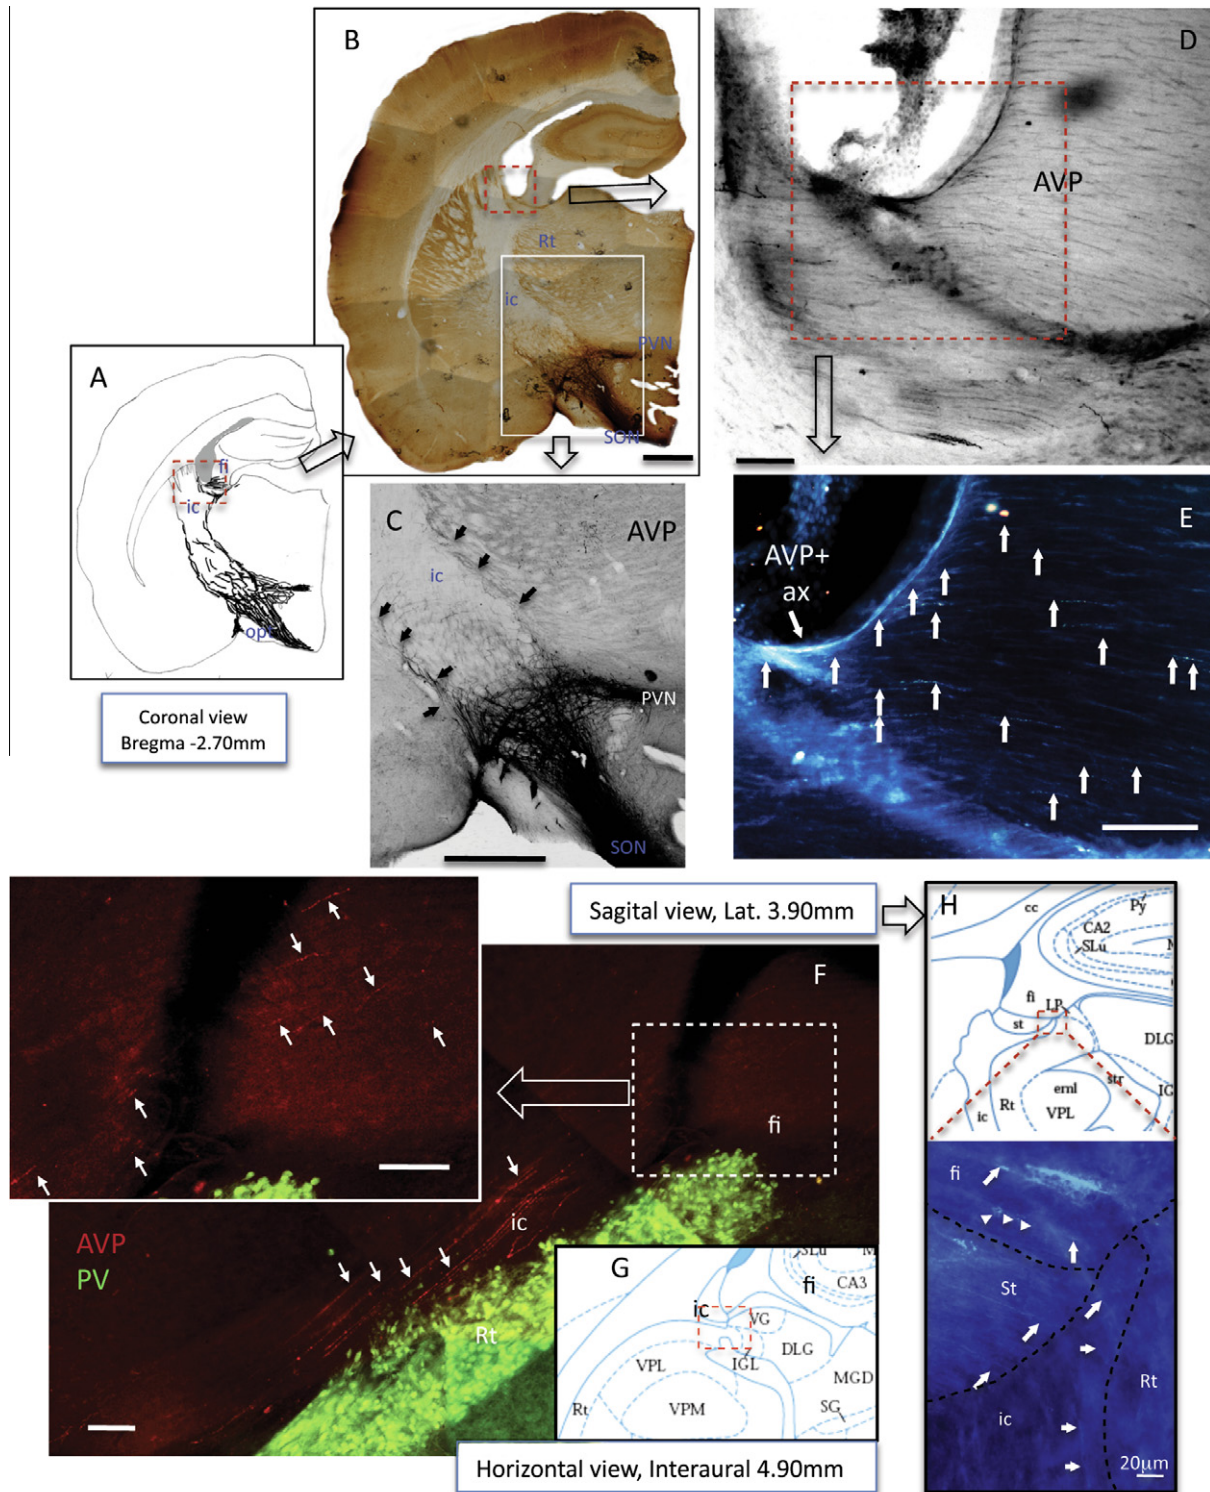 A
fi
ic
opt
Coronal view
Bregma -2.70mm
B
Rt
ic
PVN
SON
C
AVP
ic
PVN
SON
D
AVP
E
AVP+
ax
F
fi
ic
AVP
PV
Rt
G
SLu
M
fi
CA3
ic
VG
DLG
VPL
IGL
MGD
Rt
VPM
SG
Horizontal view, Interaural 4.90mm
Sagital view, Lat. 3.90mm
H
cc
Py
CA2
SLu
M
fi
LP
st
DLG
str
eml
IG
Rt
VPL
ic
fi
St
Rt
ic
20µm